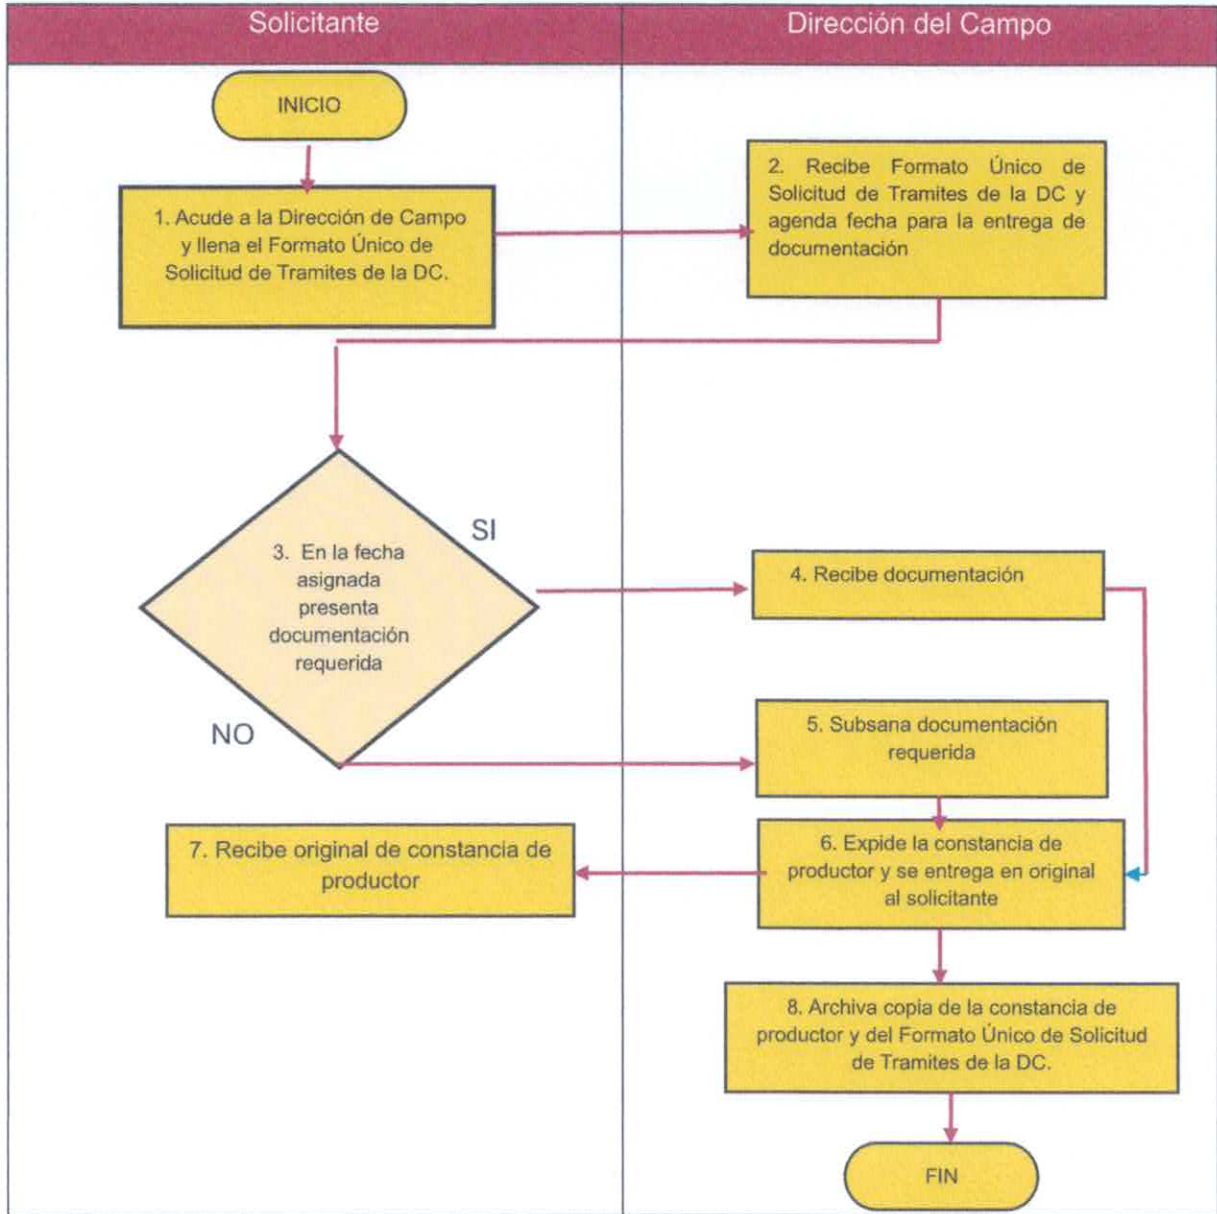 Solicitante
Dirección del Campo
INICIO
1. Acude a la Dirección de Campo
y llena el Formato Único de
Solicitud de Tramites de la DC.
2. Recibe Formato Único de
Solicitud de Tramites de la DC y
agenda fecha para la entrega de
documentación
3. En la fecha
asignada
presenta
documentación
requerida
SI
NO
4. Recibe documentación
5. Subsana documentación
requerida
6. Expide la constancia de
productor y se entrega en original
al solicitante
7. Recibe original de constancia de
productor
8. Archiva copia de la constancia de
productor y del Formato Único de Solicitud
de Tramites de la DC.
FIN